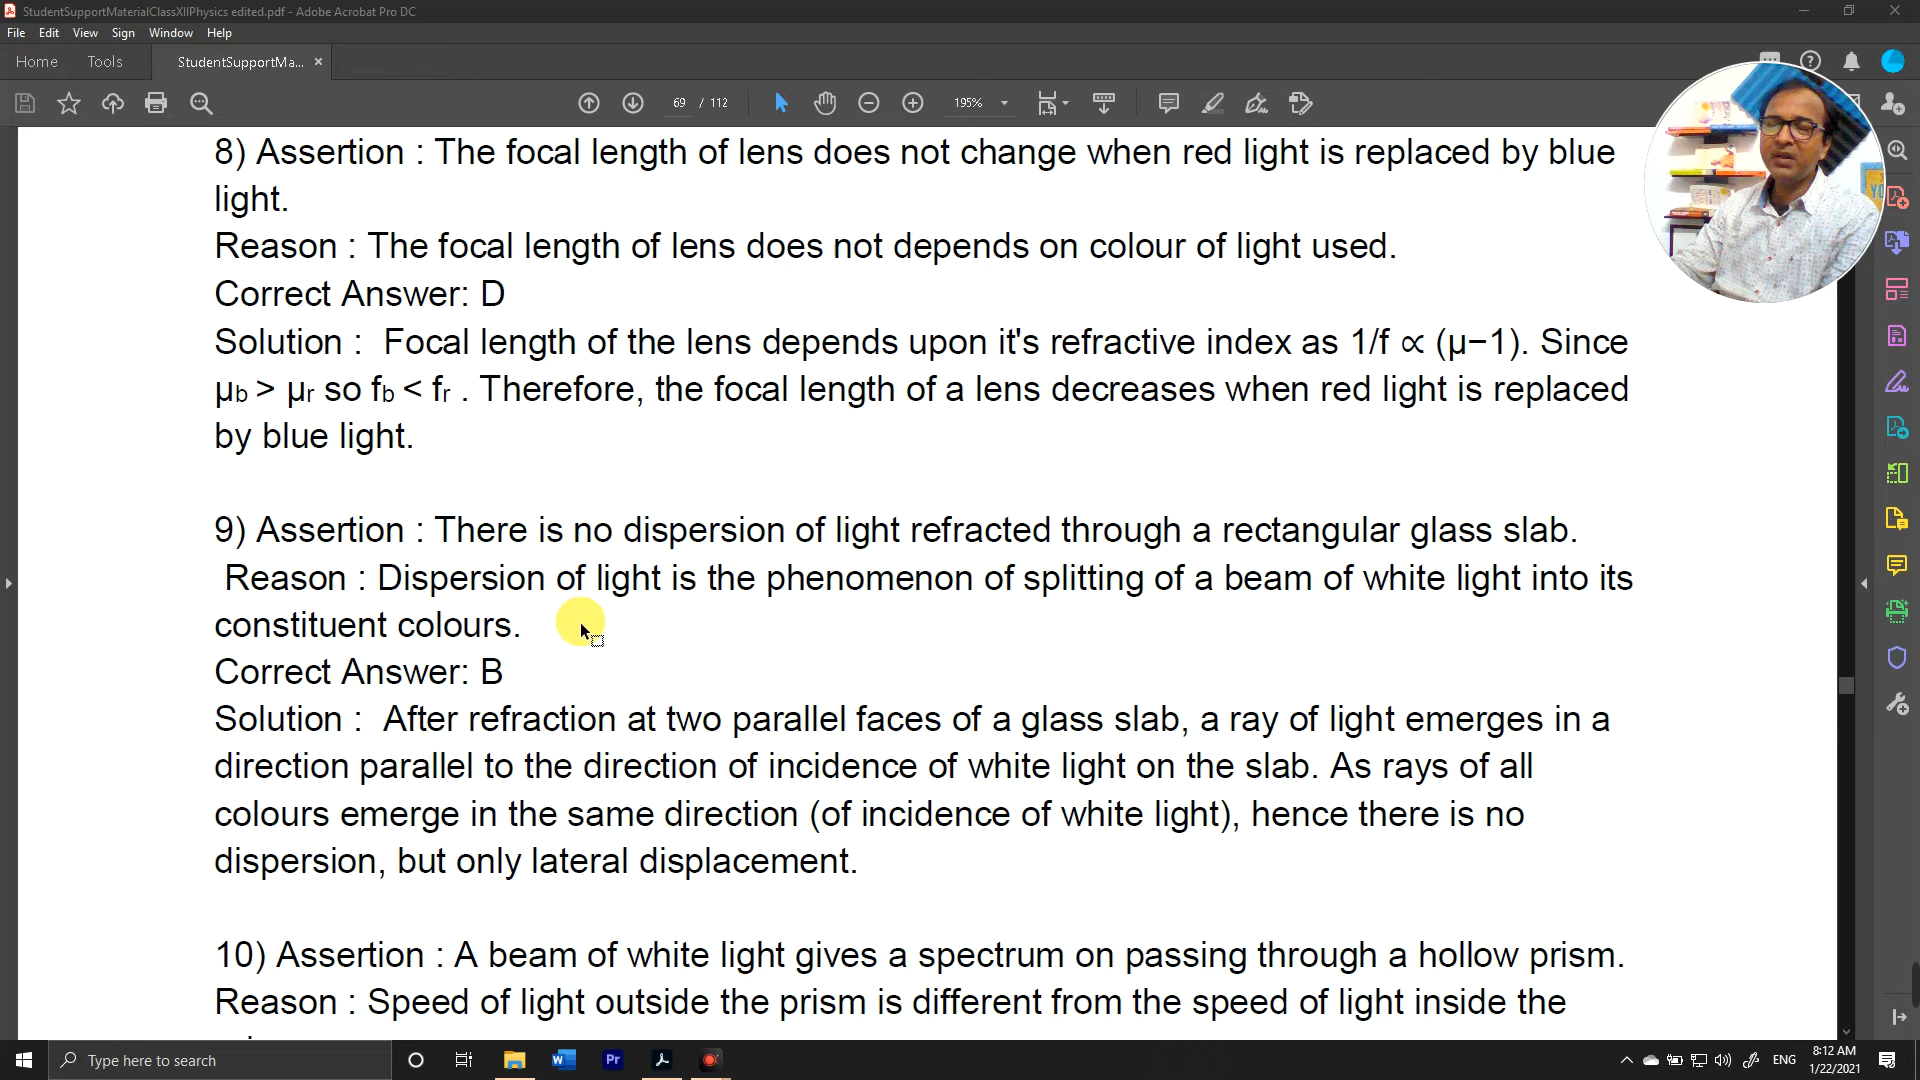 StudentSupportMaterialClassXIIPhysics edited.pdf - Adobe Acrobat Pro DC
File Edit View Sign Window Help
Home Tools StudentSupportMa... ×
69 / 112 195%
8) Assertion : The focal length of lens does not change when red light is replaced by blue
light.
Reason : The focal length of lens does not depends on colour of light used.
Correct Answer: D
Solution : Focal length of the lens depends upon it's refractive index as 1/f ∝ (μ−1). Since
μb > μr so fb < fr . Therefore, the focal length of a lens decreases when red light is replaced
by blue light.
9) Assertion : There is no dispersion of light refracted through a rectangular glass slab.
Reason : Dispersion of light is the phenomenon of splitting of a beam of white light into its
constituent colours.
Correct Answer: B
Solution : After refraction at two parallel faces of a glass slab, a ray of light emerges in a
direction parallel to the direction of incidence of white light on the slab. As rays of all
colours emerge in the same direction (of incidence of white light), hence there is no
dispersion, but only lateral displacement.
10) Assertion : A beam of white light gives a spectrum on passing through a hollow prism.
Reason : Speed of light outside the prism is different from the speed of light inside the
Type here to search
Pr
ENG
8:12 AM
1/22/2021